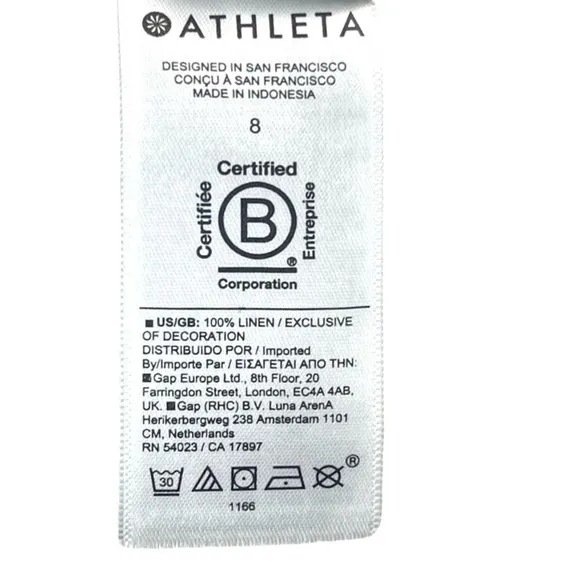 ATHLETA
DESIGNED IN SAN FRANCISCO
CONÇU À SAN FRANCISCO
MADE IN INDONESIA
8
Certified
Certifiée
B
Entreprise
®
Corporation
■ US/GB: 100% LINEN / EXCLUSIVE
OF DECORATION
DISTRIBUIDO POR / Imported
By/Importe Par / ΕΙΣΑΓΕΤΑΙ ΑΠΟ ΤΗΝ:
Gap Europe Ltd., 8th Floor, 20
Farringdon Street, London, EC4A 4AB,
UK. Gap (RHC) B.V. Luna ArenA
Herikerbergweg 238 Amsterdam 1101
CM, Netherlands
RN 54023 / CA 17897
30 ®
1166